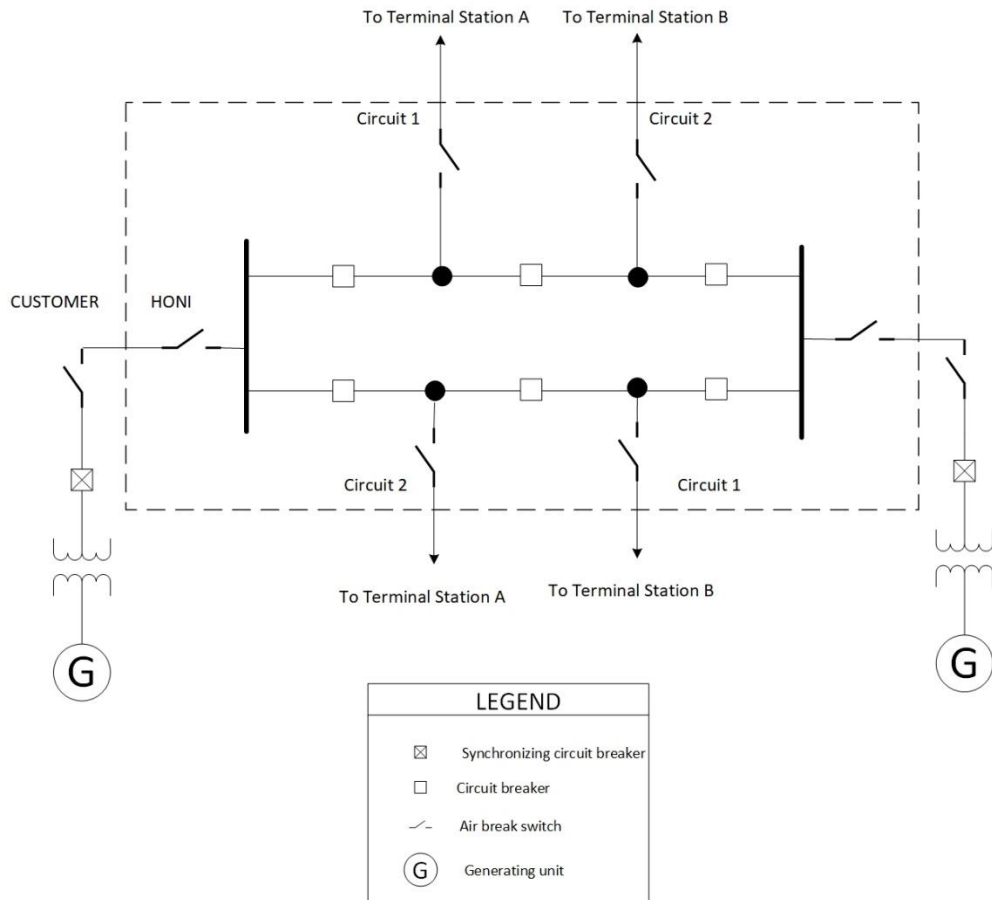 To Terminal Station A
To Terminal Station B
Circuit 1
Circuit 2
CUSTOMER
HONI
Circuit 2
Circuit 1
To Terminal Station A
To Terminal Station B
G
G
LEGEND
Synchronizing circuit breaker
Circuit breaker
Air break switch
G
Generating unit